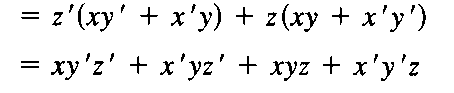 = z'(xy' + x'y) + z(xy + x'y')
= xy'z' + x'yz' + xyz + x'y'z